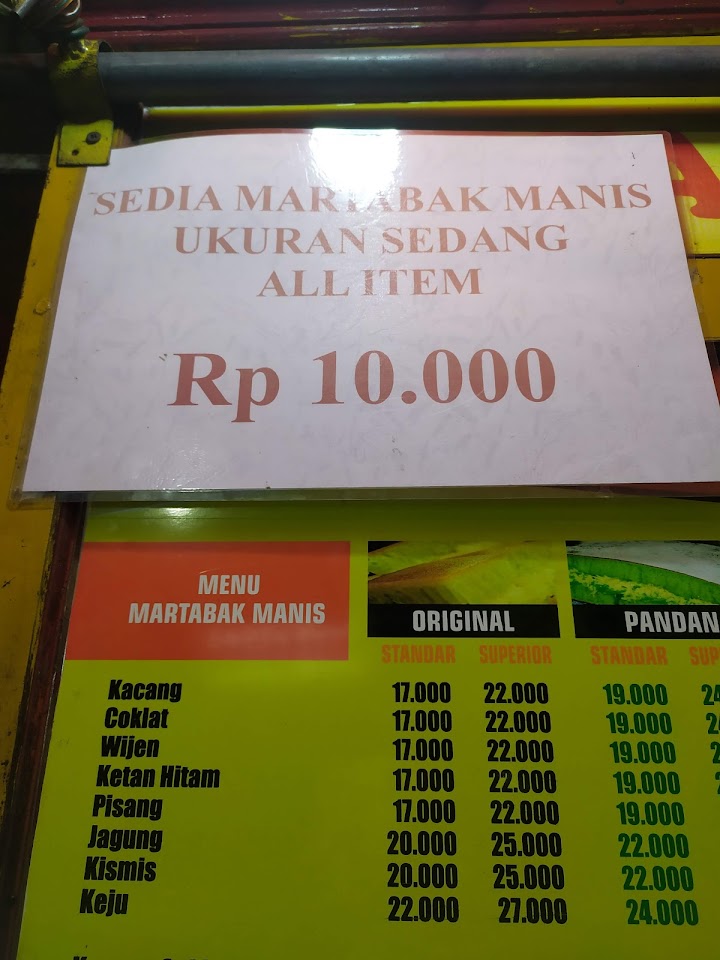 SEDIA MARTABAK MANIS
UKURAN SEDANG
ALL ITEM
Rp 10.000
MENU
MARTABAK MANIS
ORIGINAL
PANDAN
STANDAR SUPERIOR STANDAR
Kacang 17.000 22.000 19.000
Coklat 17.000 22.000 19.000
Wijen 17.000 22.000 19.000
Ketan Hitam 17.000 22.000 19.000
Pisang 17.000 22.000 19.000
Jagung 20.000 25.000 22.000
Kismis 20.000 25.000 22.000
Keju 22.000 27.000 24.000